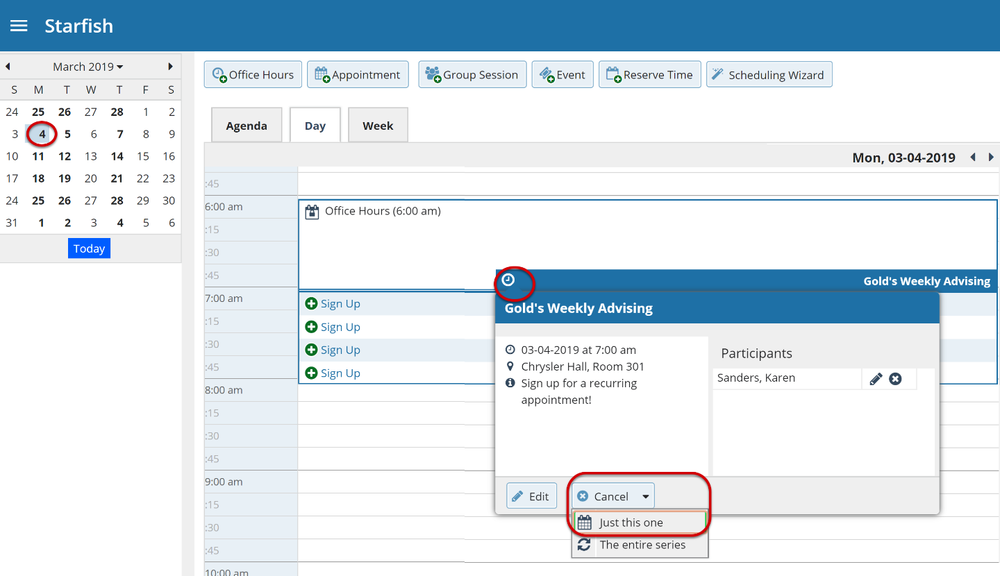 Starfish
March 2019
S M T W T F S
24 25 26 27 28 1 2
3 4 5 6 7 8 9
10 11 12 13 14 15 16
17 18 19 20 21 22 23
24 25 26 27 28 29 30
31 1 2 3 4 5 6
Today
Office Hours Appointment Group Session Event Reserve Time Scheduling Wizard
Agenda Day Week
Mon, 03-04-2019
:45
6:00 am
Office Hours (6:00 am)
:15
:30
:45
Gold's Weekly Advising
7:00 am
Sign Up
:15
Sign Up
:30
Sign Up
:45
Sign Up
8:00 am
:15
:30
:45
9:00 am
:15
:30
:45
10:00 am
Gold's Weekly Advising
03-04-2019 at 7:00 am
Chrysler Hall, Room 301
Sign up for a recurring
appointment!
Participants
Sanders, Karen
Edit Cancel
Just this one
The entire series